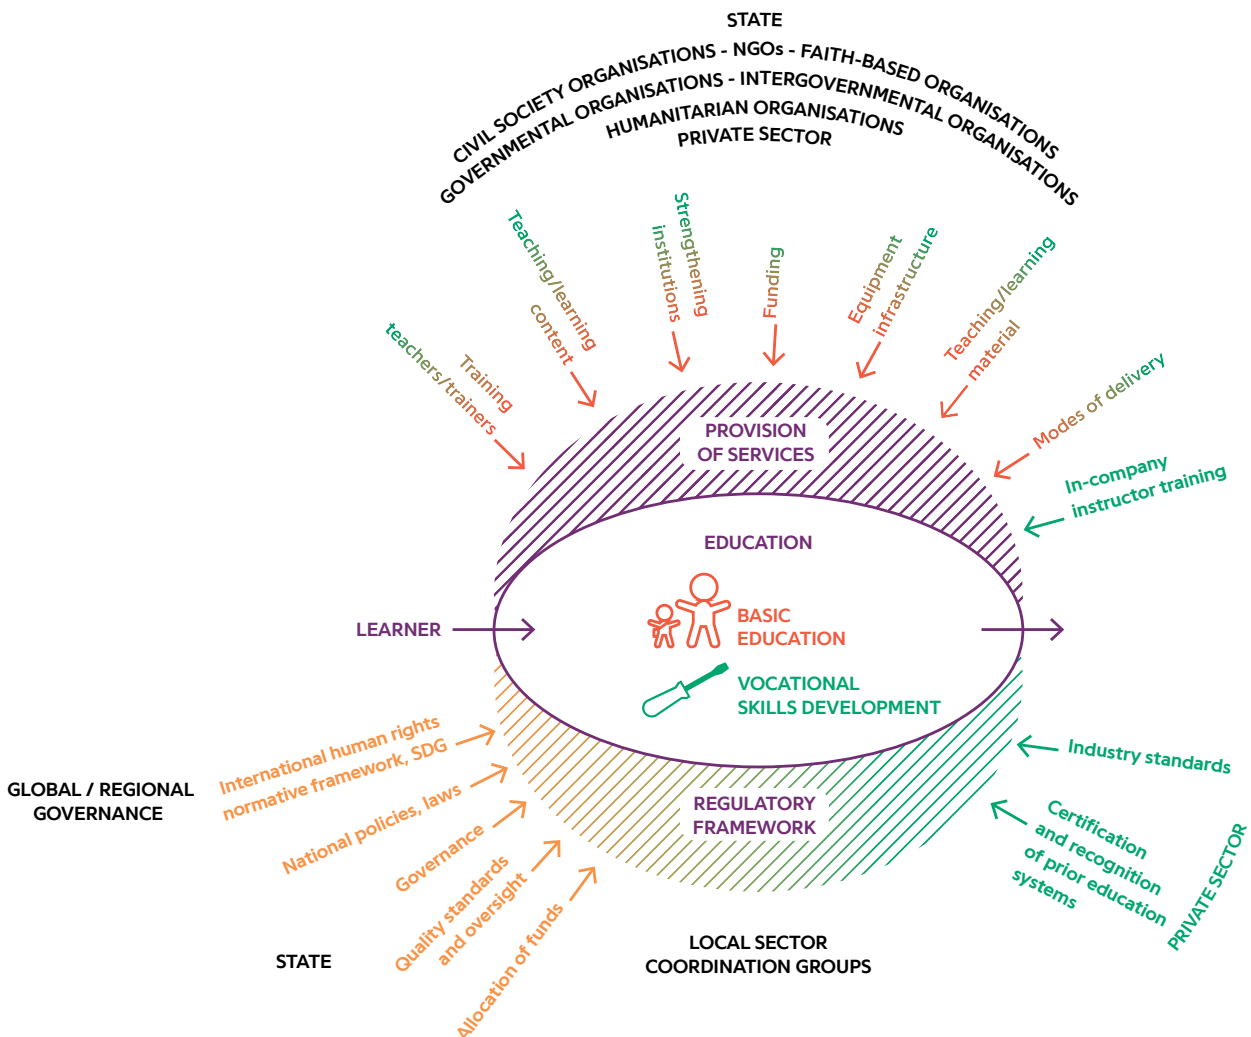 STATE
CIVIL SOCIETY ORGANISATIONS - NGOs - FAITH-BASED ORGANISATIONS
GOVERNMENTAL ORGANISATIONS - INTERGOVERNMENTAL ORGANISATIONS
HUMANITARIAN ORGANISATIONS
PRIVATE SECTOR
Training
teachers/trainers
Teaching/learning
content
Strengthening
institutions
Funding
Equipment
infrastructure
Teaching/learning
material
Modes of delivery
In-company
instructor training
PROVISION
OF SERVICES
EDUCATION
BASIC
EDUCATION
LEARNER
VOCATIONAL
SKILLS DEVELOPMENT
REGULATORY
FRAMEWORK
International human rights
normative framework, SDG
National policies, laws
Governance
Quality standards
and oversight
Allocation of funds
GLOBAL / REGIONAL
GOVERNANCE
STATE
LOCAL SECTOR
COORDINATION GROUPS
Industry standards
Certification
and recognition
of prior education
systems
PRIVATE SECTOR